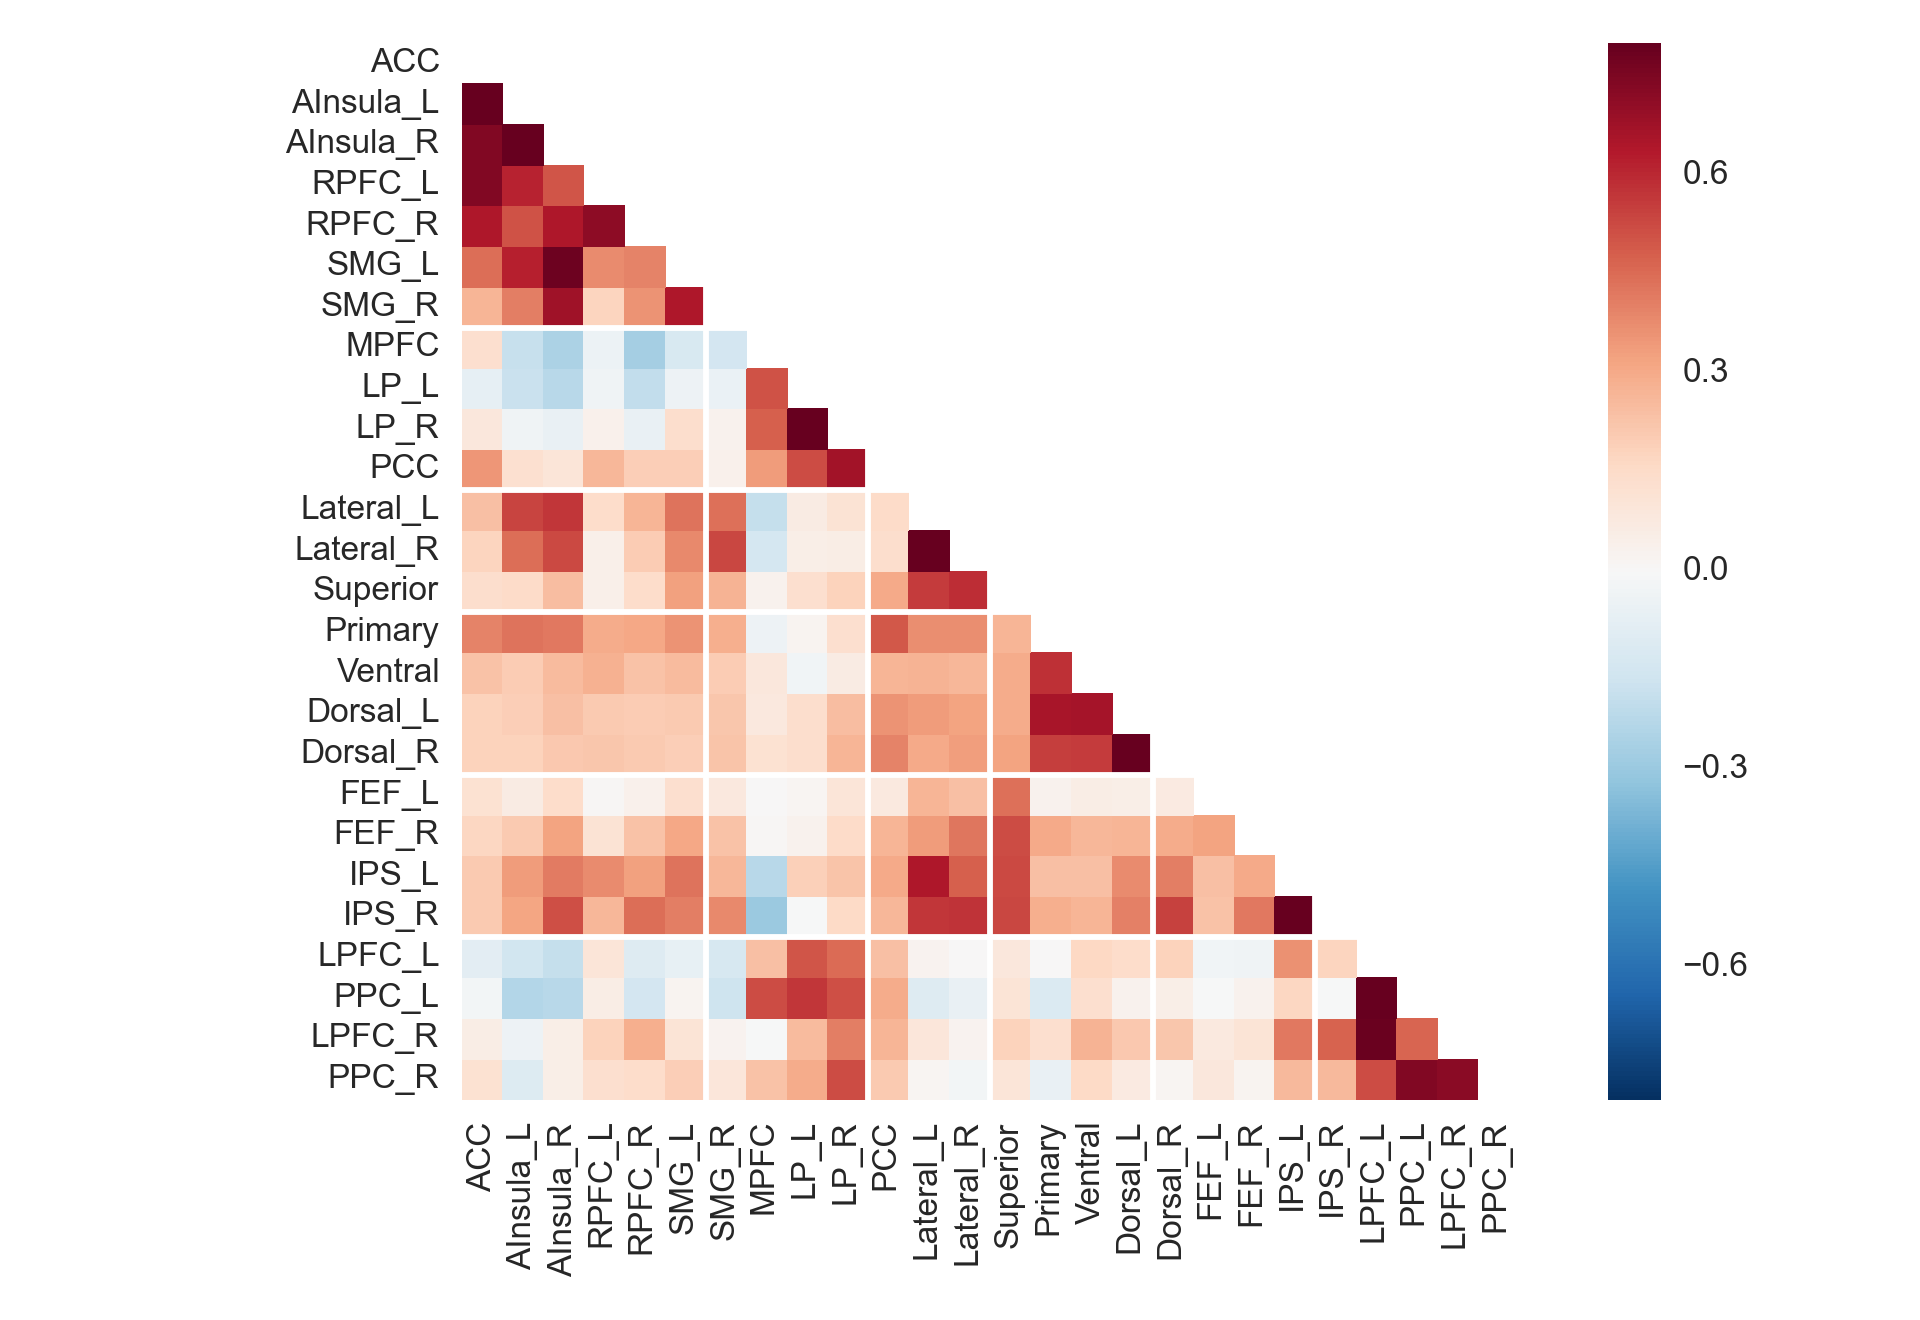 ACC
AInsula_L
AInsula_R
RPFC_L
RPFC_R
SMG_L
SMG_R
MPFC
LP_L
LP_R
PCC
Lateral_L
Lateral_R
Superior
Primary
Ventral
Dorsal_L
Dorsal_R
FEF_L
FEF_R
IPS_L
IPS_R
LPFC_L
PPC_L
LPFC_R
PPC_R
ACC
AInsula_L
AInsula_R
RPFC_L
RPFC_R
SMG_L
SMG_R
MPFC
LP_L
LP_R
PCC
Lateral_L
Lateral_R
Superior
Primary
Ventral
Dorsal_L
Dorsal_R
FEF_L
FEF_R
IPS_L
IPS_R
LPFC_L
PPC_L
LPFC_R
PPC_R
0.6
0.3
0.0
−0.3
−0.6